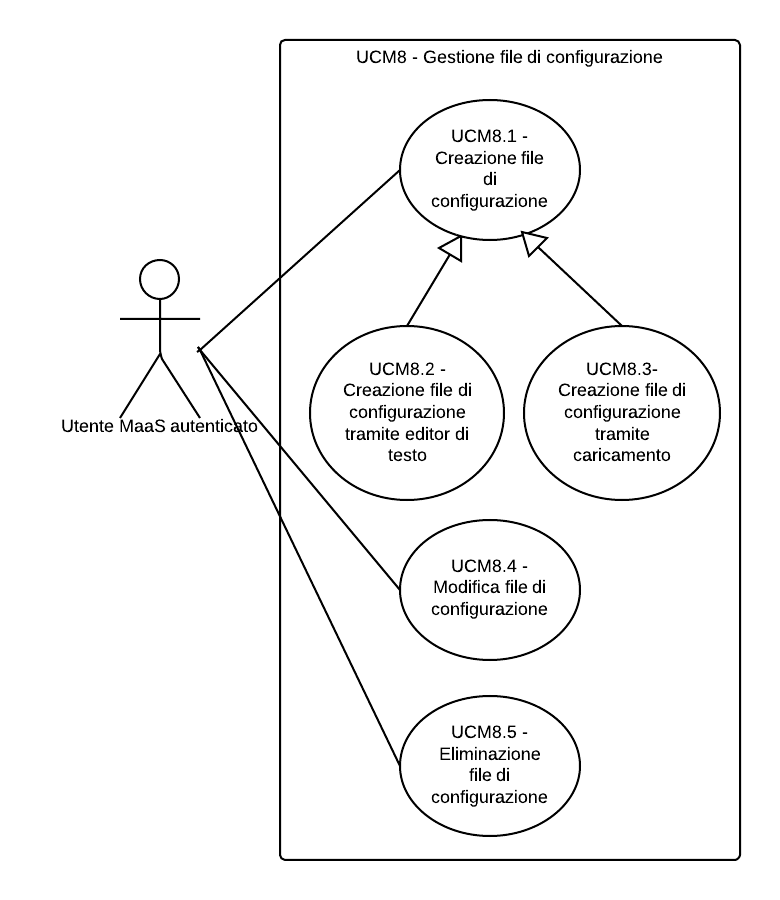 UCM8 - Gestione file di configurazione
UCM8.1 -
Creazione file
di
configurazione
UCM8.2 -
Creazione file di
configurazione
tramite editor di
testo
UCM8.3-
Creazione file di
configurazione
tramite
caricamento
Utente MaaS autenticato
UCM8.4 -
Modifica file di
configurazione
UCM8.5 -
Eliminazione
file di
configurazione